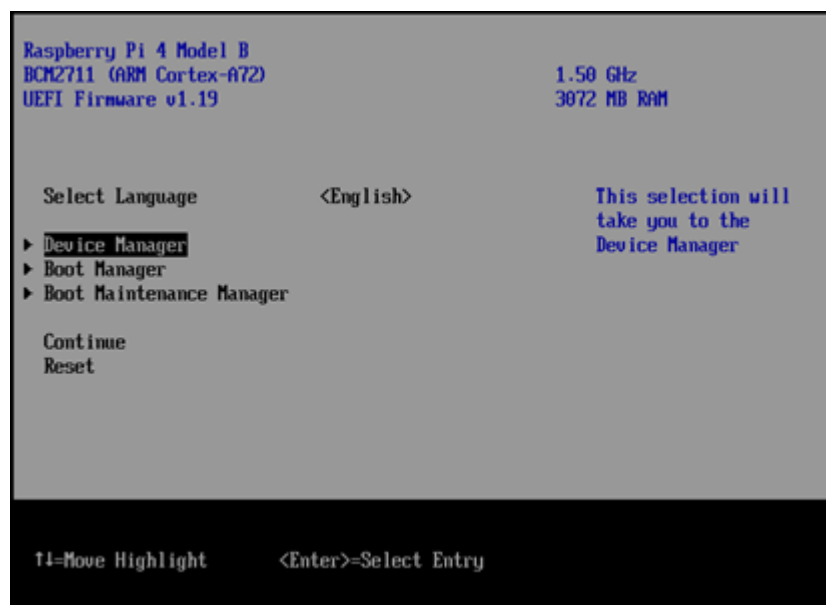 Raspberry Pi 4 Model B
BCM2711 (ARM Cortex-A72) 1.50 GHz
UEFI Firmware v1.19 3072 MB RAM
Select Language <English> This selection will
take you to the
▶ Device Manager Device Manager
▶ Boot Manager
▶ Boot Maintenance Manager
Continue
Reset
↑↓=Move Highlight <Enter>=Select Entry